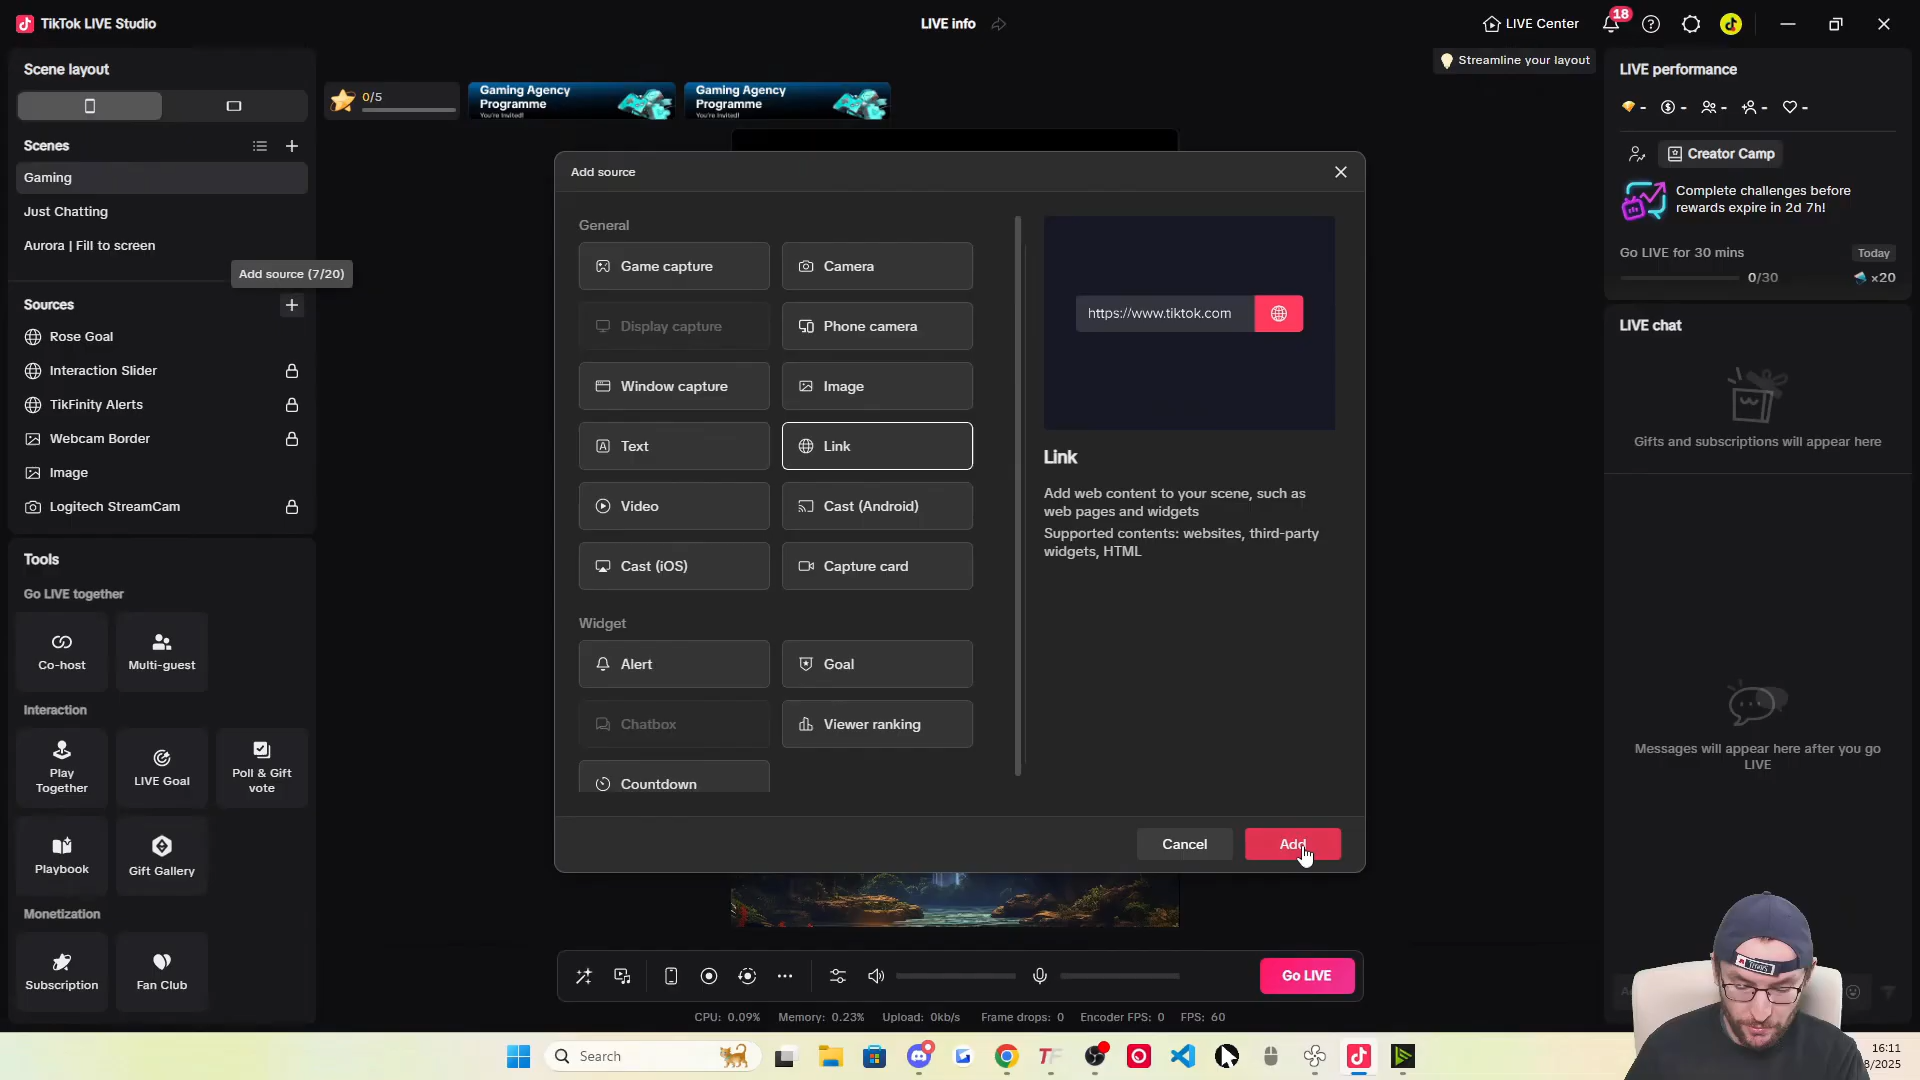 TikTok LIVE Studio
LIVE info
LIVE Center
18
Streamline your layout
Scene layout
0/5
Gaming Agency
Programme
You're Invited!
Gaming Agency
Programme
You're Invited!
LIVE performance
- - - - -
Scenes
Gaming
Just Chatting
Aurora | Fill to screen
Add source (7/20)
Sources
Rose Goal
Interaction Slider
TikFinity Alerts
Webcam Border
Image
Logitech StreamCam
Tools
Go LIVE together
Co-host
Multi-guest
Interaction
Play
Together
LIVE Goal
Poll & Gift
vote
Playbook
Gift Gallery
Monetization
Subscription
Fan Club
Add source
General
Game capture
Camera
Display capture
Phone camera
Window capture
Image
Text
Link
Video
Cast (Android)
Cast (iOS)
Capture card
Widget
Alert
Goal
Chatbox
Viewer ranking
Countdown
https://www.tiktok.com
Link
Add web content to your scene, such as
web pages and widgets
Supported contents: websites, third-party
widgets, HTML
Cancel
Add
Creator Camp
Complete challenges before
rewards expire in 2d 7h!
Go LIVE for 30 mins
Today
0/30
×20
LIVE chat
Gifts and subscriptions will appear here
Messages will appear here after you go
LIVE
Go LIVE
CPU: 0.09% Memory: 0.23% Upload: 0kb/s Frame drops: 0 Encoder FPS: 0 FPS: 60
Search
16:11
8/2025